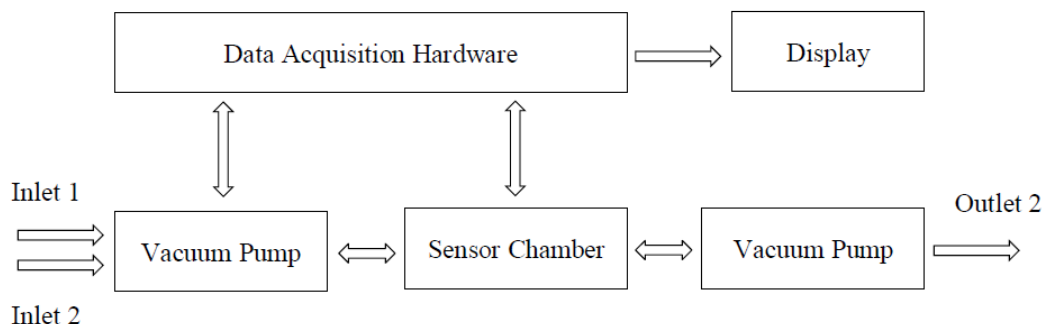 Data Acquisition Hardware
Display
Inlet 1
Outlet 2
Vacuum Pump
Sensor Chamber
Vacuum Pump
Inlet 2